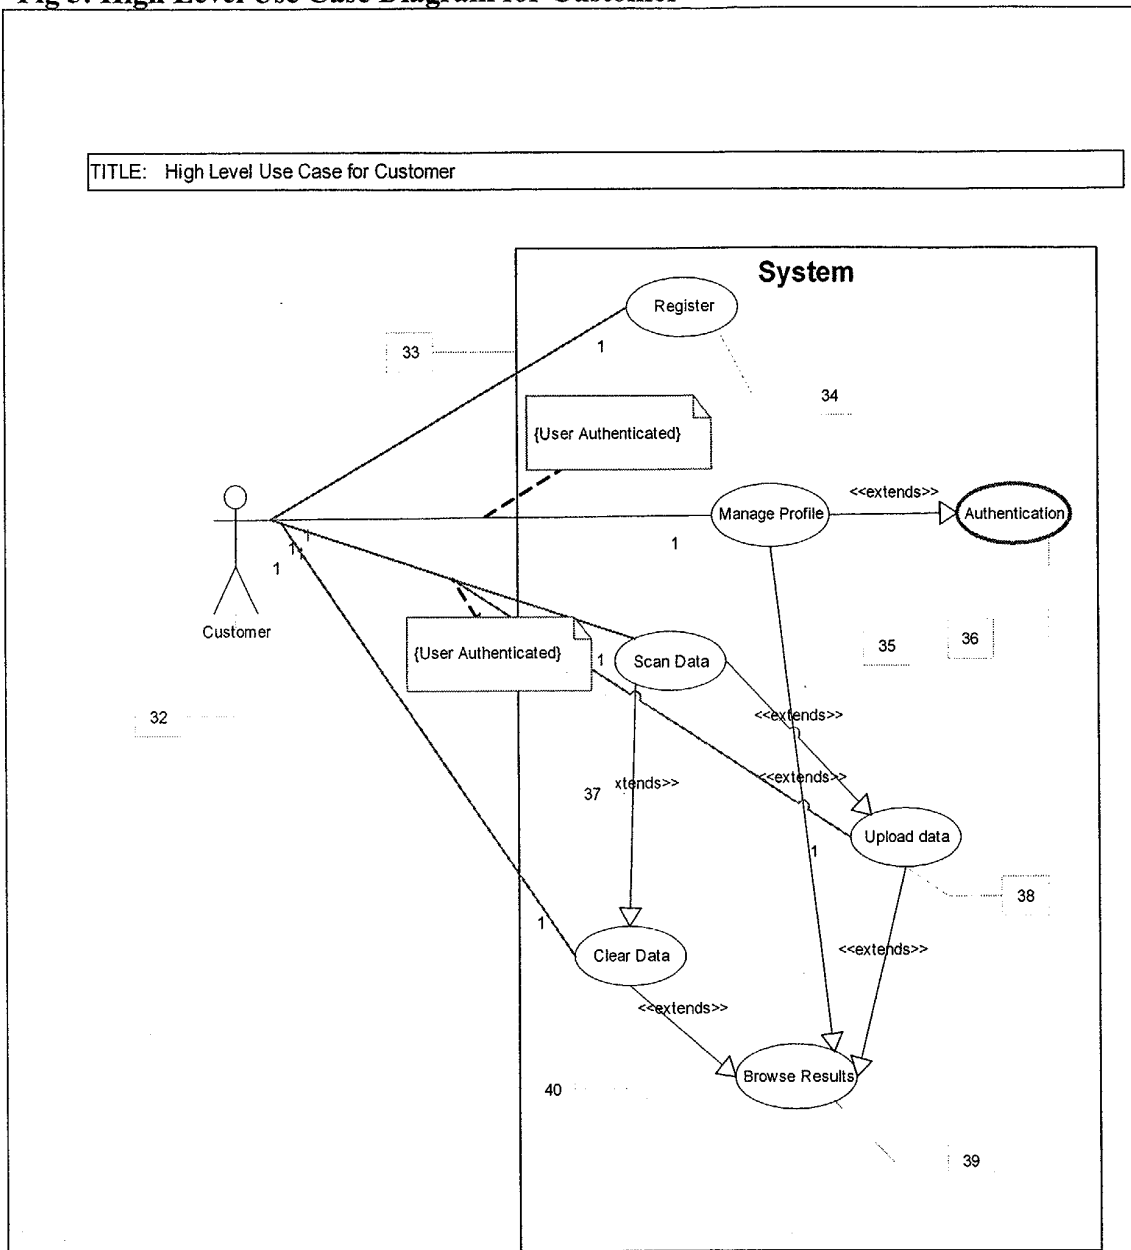 Fig 5: High Level Use Case Diagram for Customer
TITLE: High Level Use Case for Customer
System
Register
1
33
34
{User Authenticated}
<<extends>>
Manage Profile
Authentication
1
1
1
1
1
Customer
{User Authenticated}
1
Scan Data
35
36
32
<<extends>>
<<extends>>
37
xtends>>
Upload data
1
38
1
<<extends>>
Clear Data
<<extends>>
Browse Results
40
39